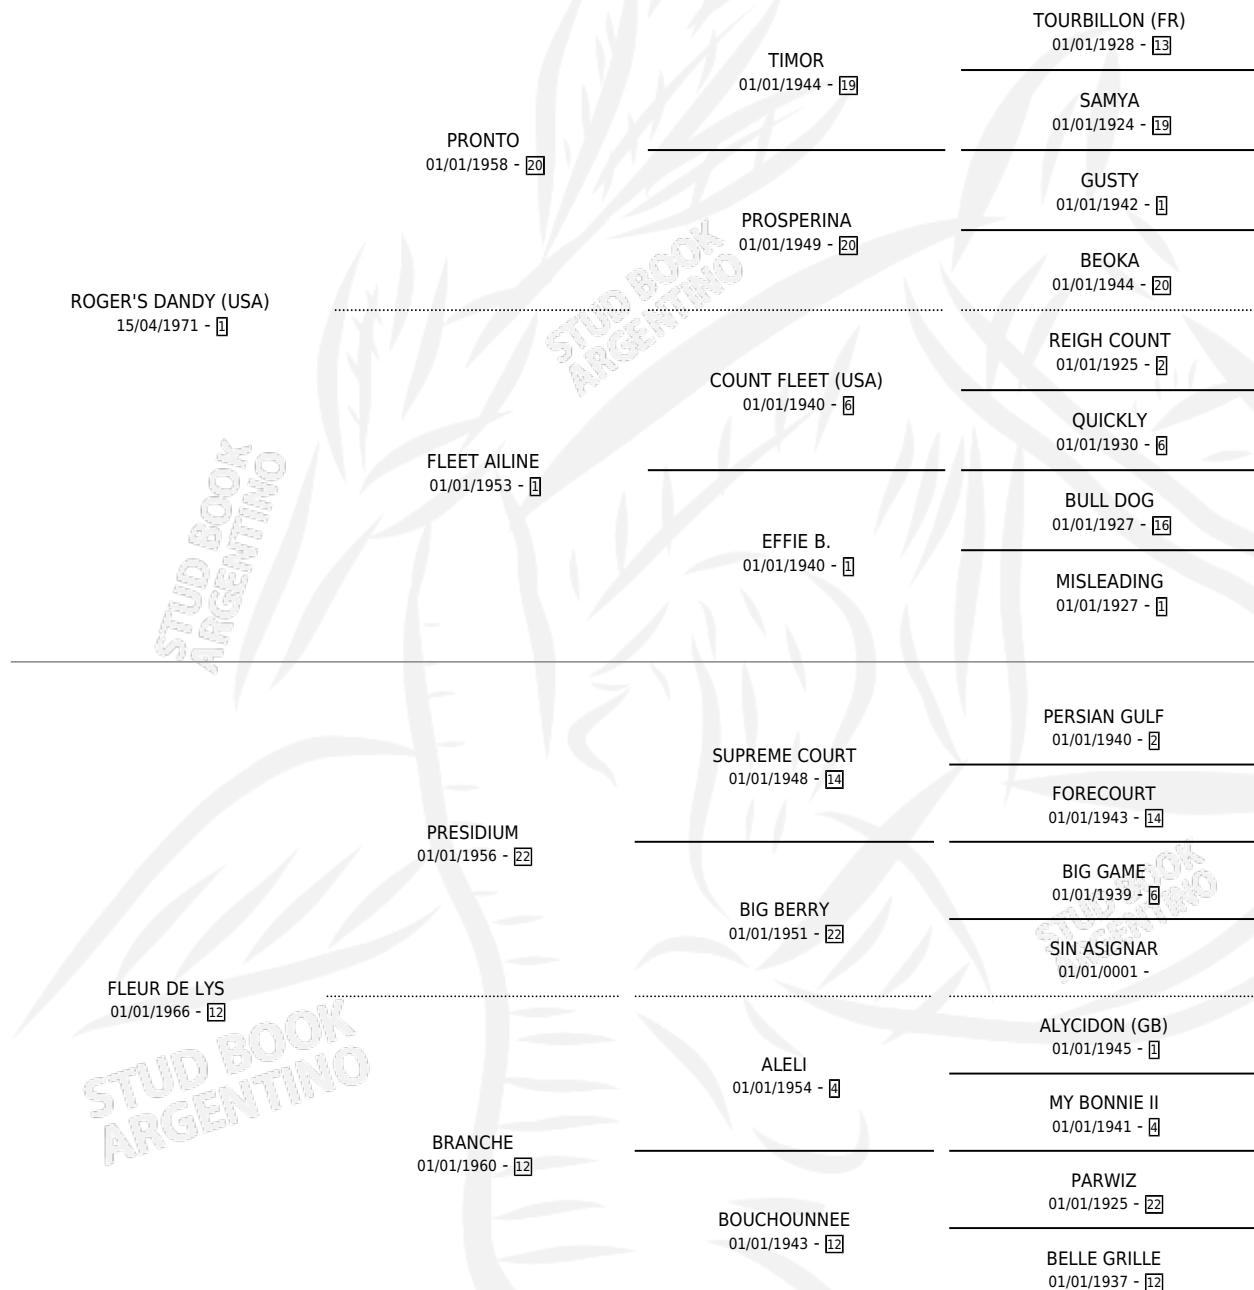 TOURBILLON (FR)
01/01/1928 - 13
TIMOR
01/01/1944 - 19
SAMYA
01/01/1924 - 19
PRONTO
01/01/1958 - 20
GUSTY
01/01/1942 - 1
PROSPERINA
01/01/1949 - 20
BEOKA
01/01/1944 - 20
ROGER'S DANDY (USA)
15/04/1971 - 1
REIGH COUNT
01/01/1925 - 2
COUNT FLEET (USA)
01/01/1940 - 6
QUICKLY
01/01/1930 - 6
FLEET AILINE
01/01/1953 - 1
BULL DOG
01/01/1927 - 16
EFFIE B.
01/01/1940 - 1
MISLEADING
01/01/1927 - 1
STUD BOOK
ARGENTINO
STUD BOOK
ARGENTINO
PERSIAN GULF
01/01/1940 - 2
SUPREME COURT
01/01/1948 - 14
FORECOURT
01/01/1943 - 14
PRESIDIUM
01/01/1956 - 22
BIG GAME
01/01/1939 - 6
BIG BERRY
01/01/1951 - 22
SIN ASIGNAR
01/01/0001 -
STUD BOOK
ARGENTINO
FLEUR DE LYS
01/01/1966 - 12
ALYCIDON (GB)
01/01/1945 - 1
ALELI
01/01/1954 - 4
MY BONNIE II
01/01/1941 - 4
BRANCHE
01/01/1960 - 12
PARWIZ
01/01/1925 - 22
BOUCHOUNNEE
01/01/1943 - 12
BELLE GRILLE
01/01/1937 - 12
STUD BOOK
ARGENTINO